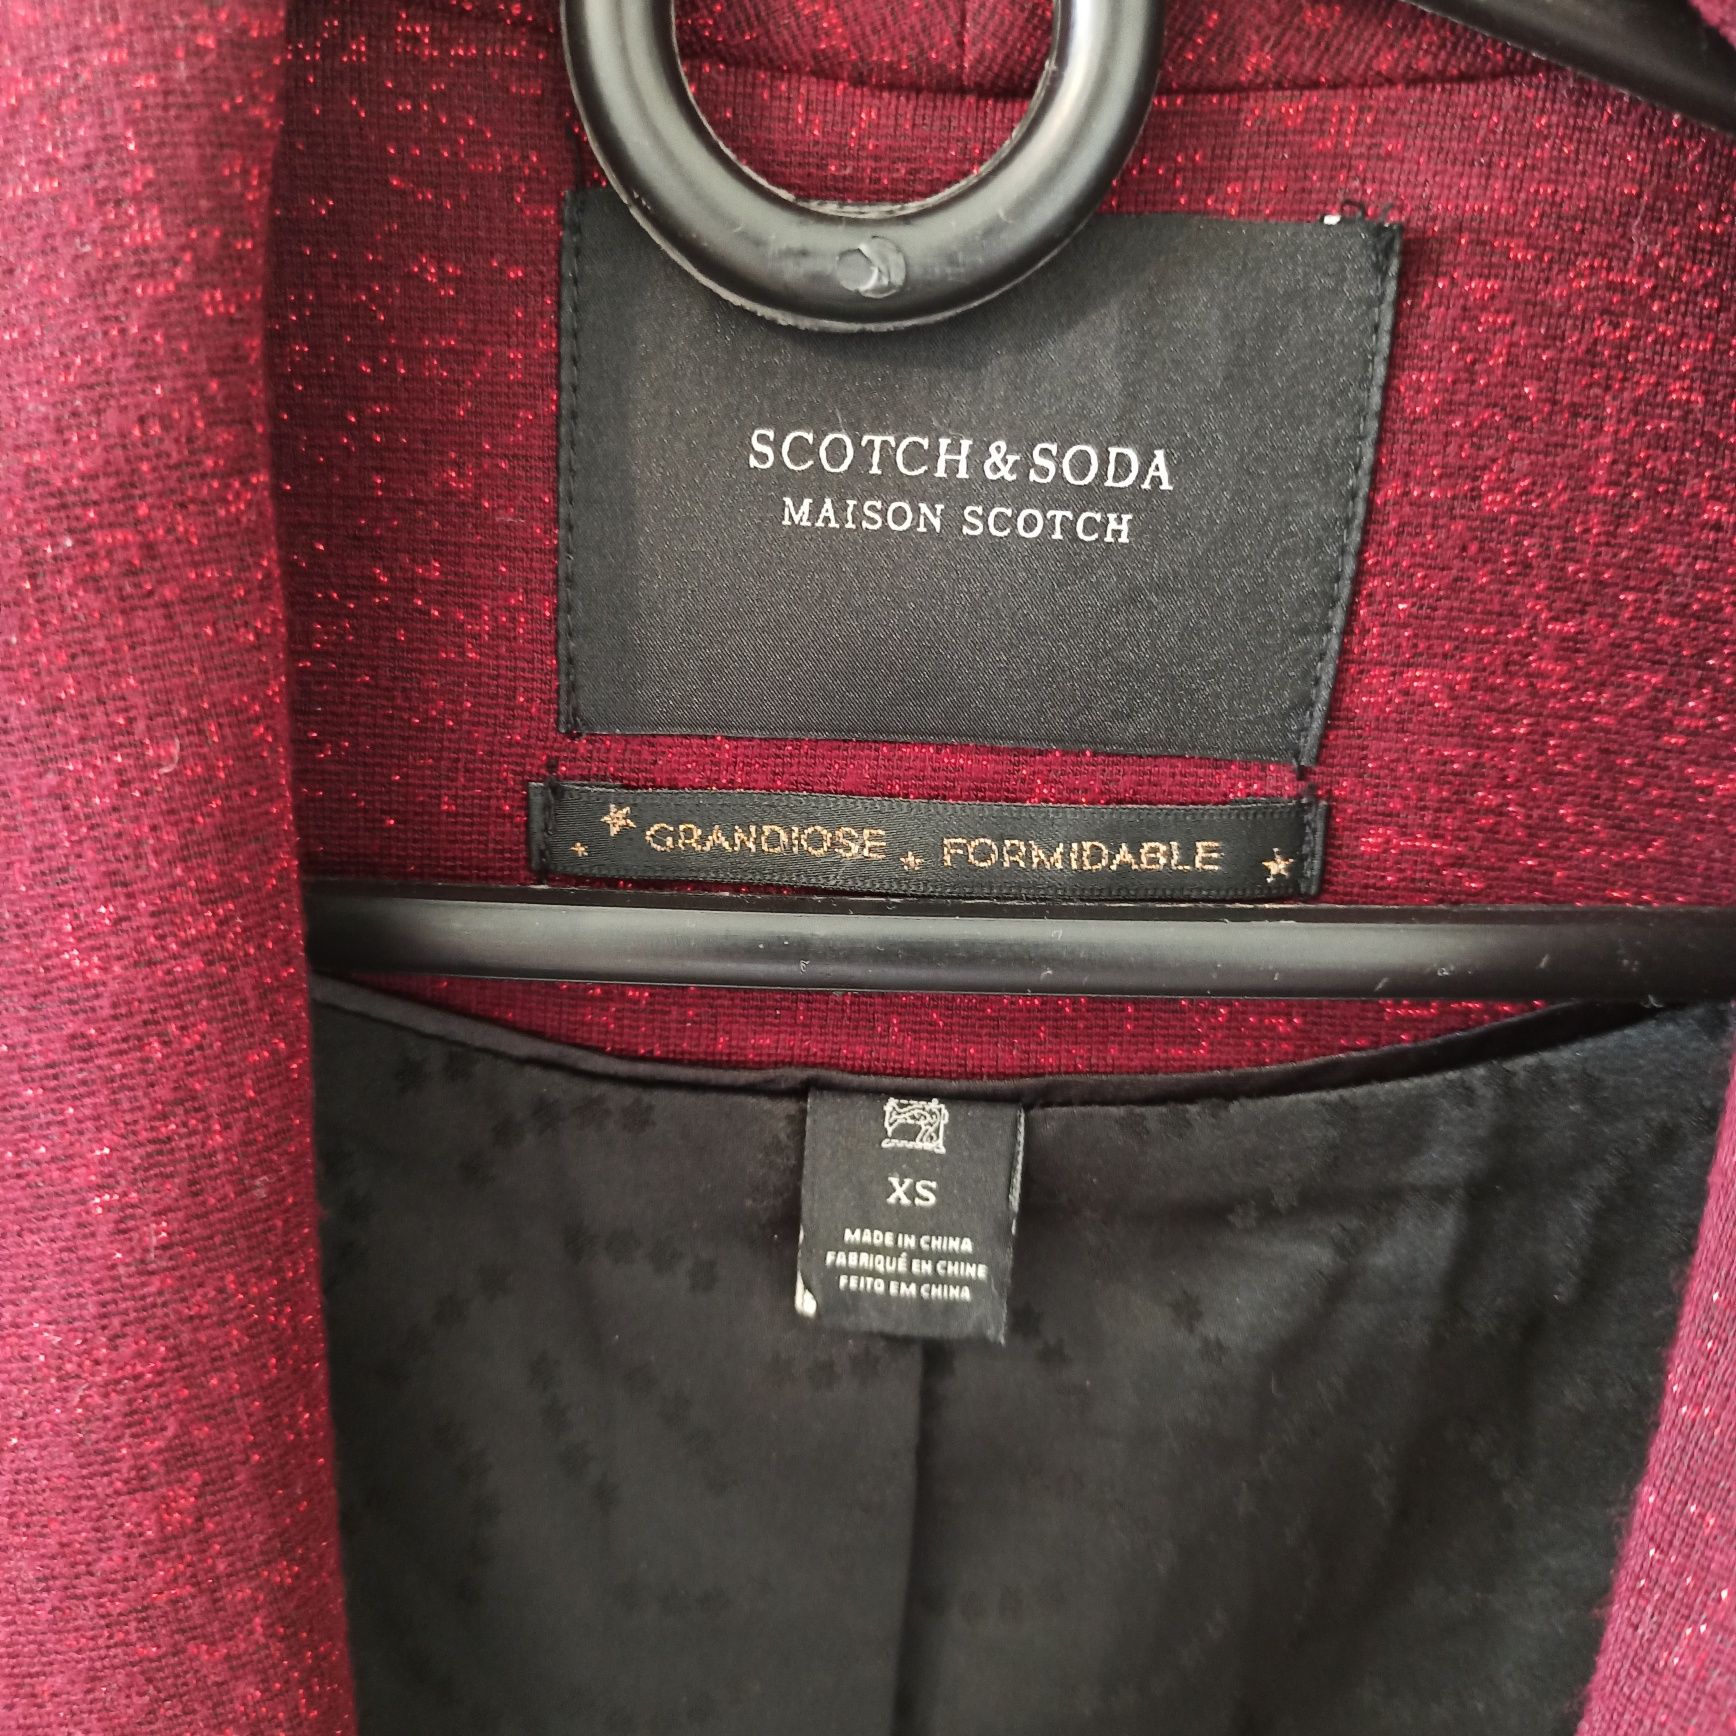 SCOTCH & SODA
MAISON SCOTCH
GRANDIOSE FORMIDABLE
XS
MADE IN CHINA
FABRIQUÉ EN CHINE
FEITO EM CHINA